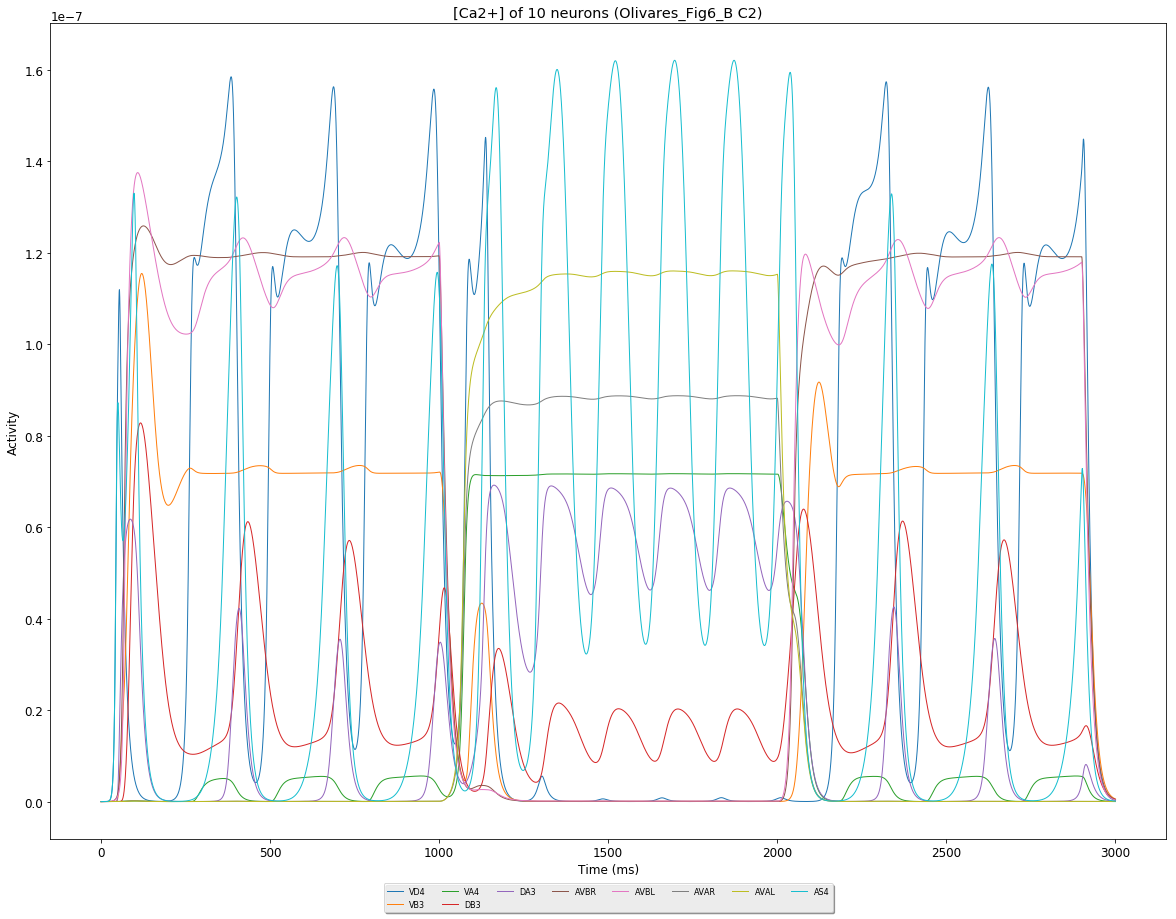 [Ca2+] of 10 neurons (Olivares_Fig6_B C2)
1e−7
1.6
1.4
1.2
1.0
0.8
0.6
0.4
0.2
0.0
Activity
0 500 1000 1500 2000 2500 3000
Time (ms)
VD4 VA4 DA3 AVBR AVBL AVAR AVAL AS4
VB3 DB3